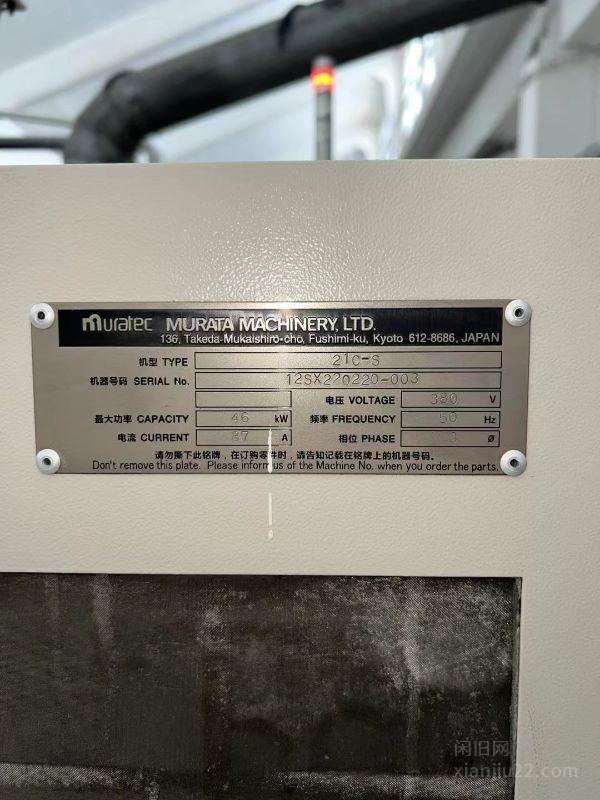 muratec MURATA MACHINERY, LTD.
136, Takeda-Mukaishiro-cho, Fushimi-ku, Kyoto 612-8686, JAPAN
机型 TYPE 21C-S
机器号码 SERIAL No. 12SX220220-003
电压 VOLTAGE 380 V
最大功率 CAPACITY 46 kW 频率 FREQUENCY 50 Hz
电流 CURRENT 87 A 相位 PHASE 3 ø
请勿撕下此铭牌，在订购零件时，请告知记载在铭牌上的机器号码。
Don't remove this plate. Please inform us of the Machine No. when you order the parts.
闲旧网
xianjiu22.com